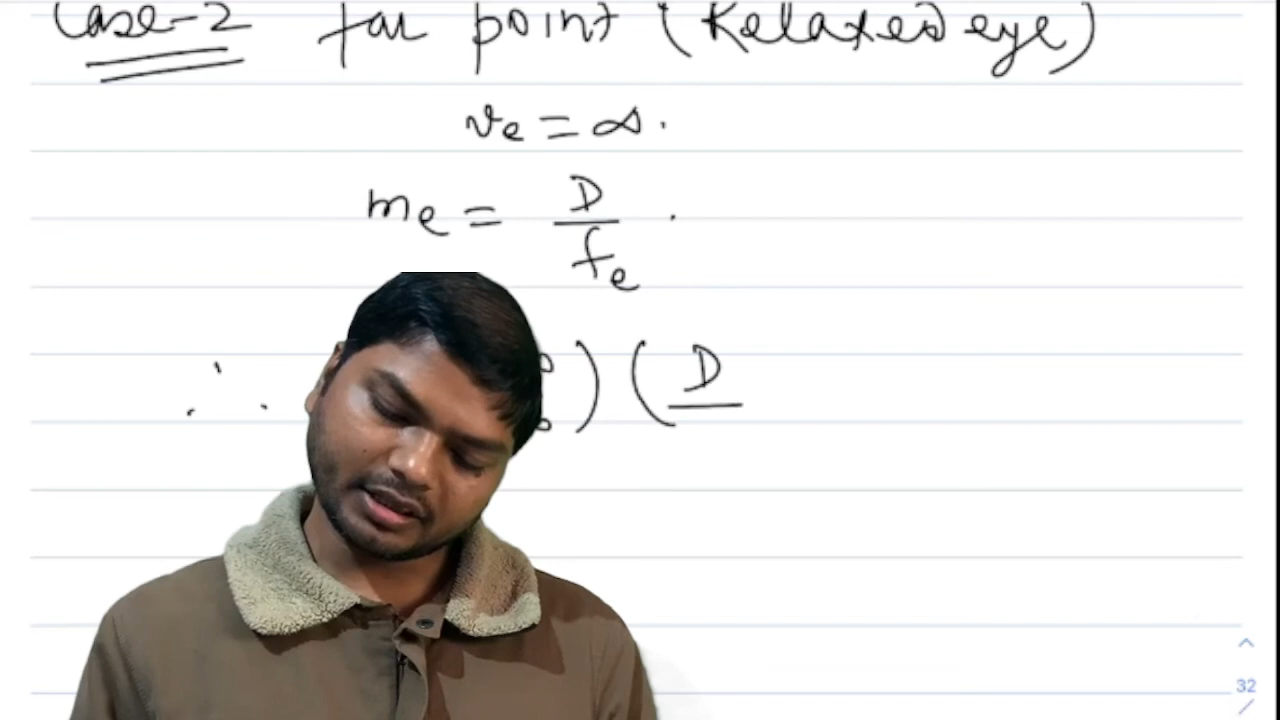 Case-2 far point (Relaxed eye)
ve = ∞.
me = D/fe.
∴ ) (D
32